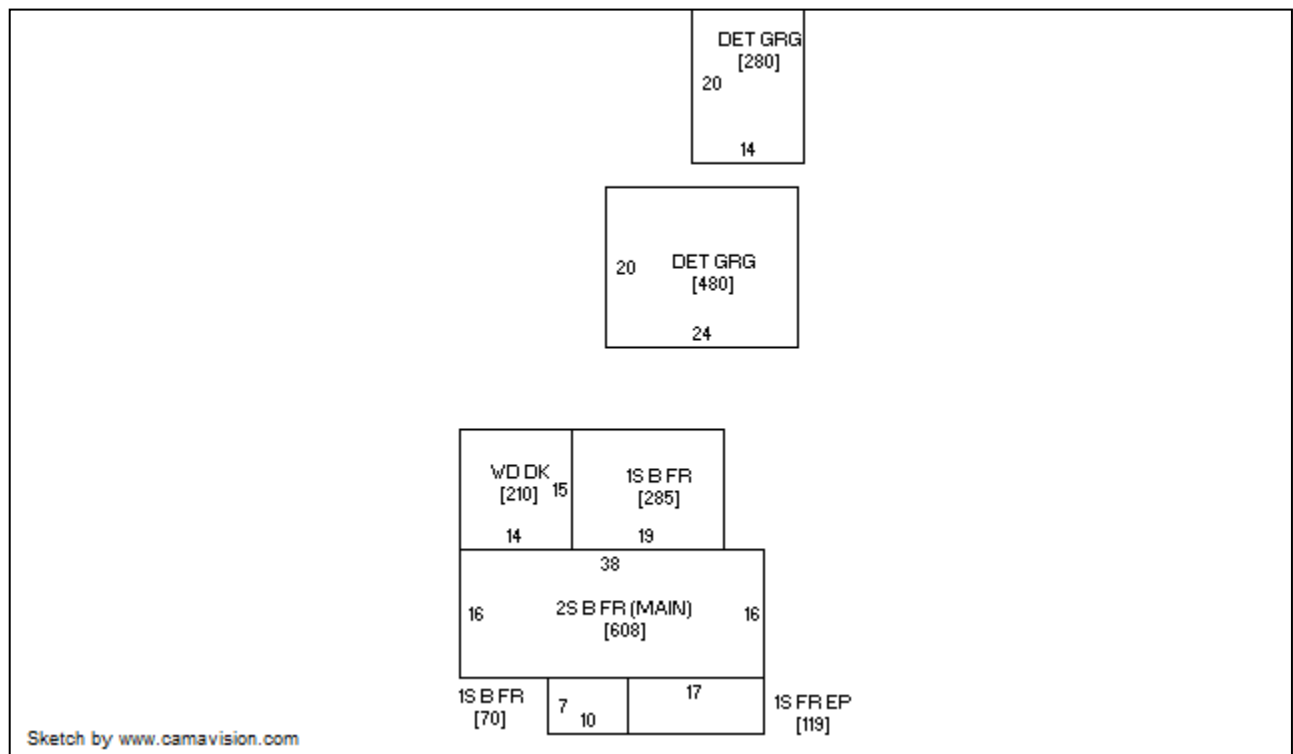 DET GRG
[280]
20
14
20
DET GRG
[480]
24
WD DK
[210]
15
14
1S B FR
[285]
19
38
16
2S B FR (MAIN)
[608]
16
1S B FR
[70]
7
10
17
1S FR EP
[119]
Sketch by www.camavision.com